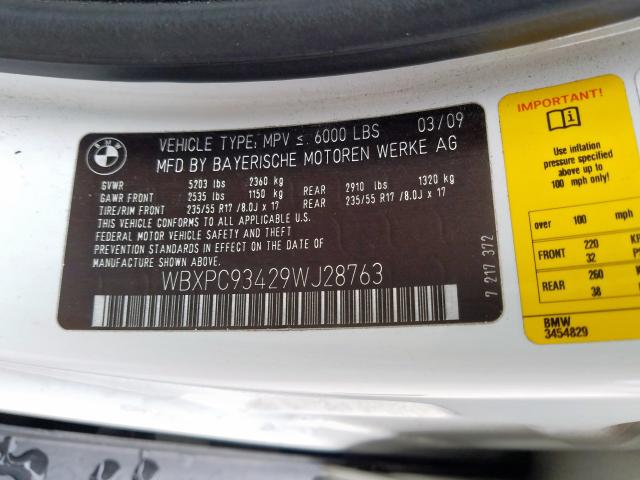 BMW
VEHICLE TYPE: MPV ≤ 6000 LBS 03/09
MFD BY BAYERISCHE MOTOREN WERKE AG
GVWR 5203 lbs 2360 kg
GAWR FRONT 2535 lbs 1150 kg REAR 2910 lbs 1320 kg
TIRE/RIM FRONT 235/55 R17 /8.0J x 17 REAR 235/55 R17 /8.0J x 17
THIS VEHICLE CONFORMS TO ALL APPLICABLE U.S.
FEDERAL MOTOR VEHICLE SAFETY AND THEFT
PREVENTION STANDARDS IN EFFECT ON THE DATE OF
MANUFACTURE SHOWN ABOVE.
WBXPC93429WJ28763
7 217 372
IMPORTANT!
Use inflation
pressure specified
above up to
100 mph only!
over 100 mph
FRONT 220
32
REAR 260
38
BMW
3454829